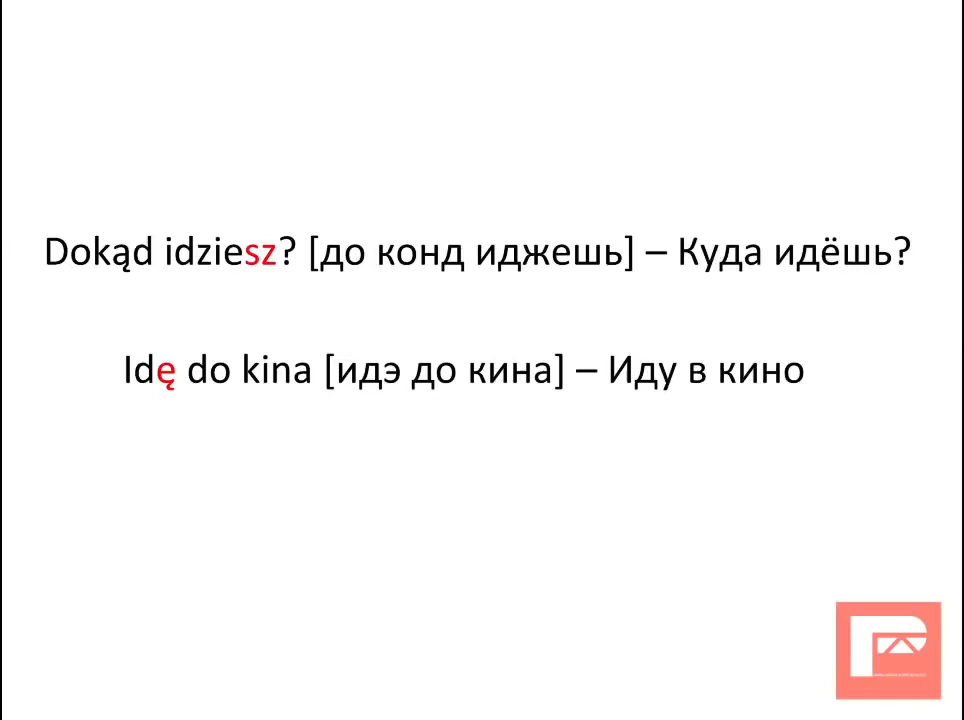 Dokąd idziesz? [до конд иджешь] – Куда идёшь?
Idę do kina [идэ до кина] – Иду в кино